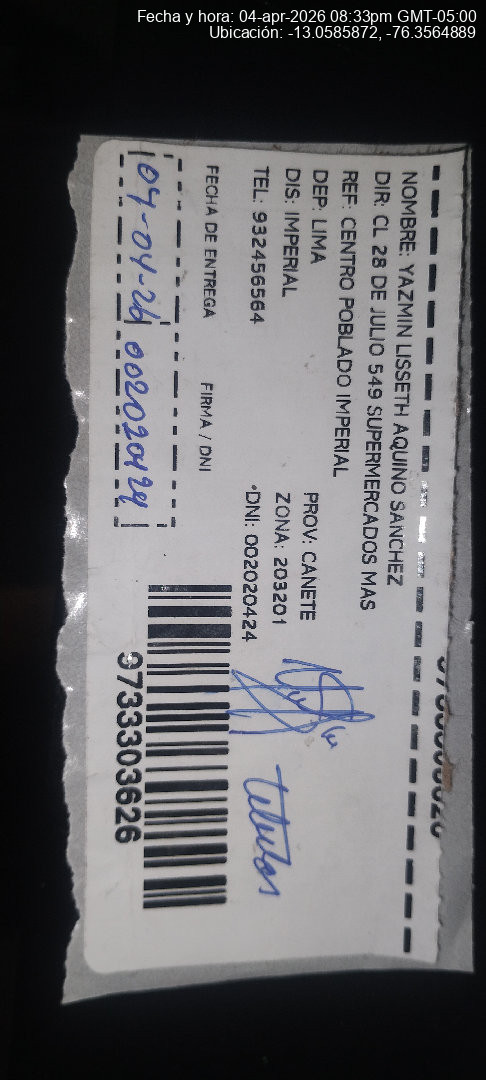 Fecha y hora: 04-apr-2026 08:33pm GMT-05:00
Ubicación: -13.0585872, -76.3564889
NOMBRE: YAZMIN LISSETH AQUINO SANCHEZ
DIR: CL 28 DE JULIO 549 SUPERMERCADOS MAS
REF: CENTRO POBLADO IMPERIAL
DEP: LIMA
PROV: CANETE
DIS: IMPERIAL
ZONA: 203201
TEL: 932456564
*DNI: 002020424
FECHA DE ENTREGA
FIRMA / DNI
04-04-26
002020424
Titular
9733303626